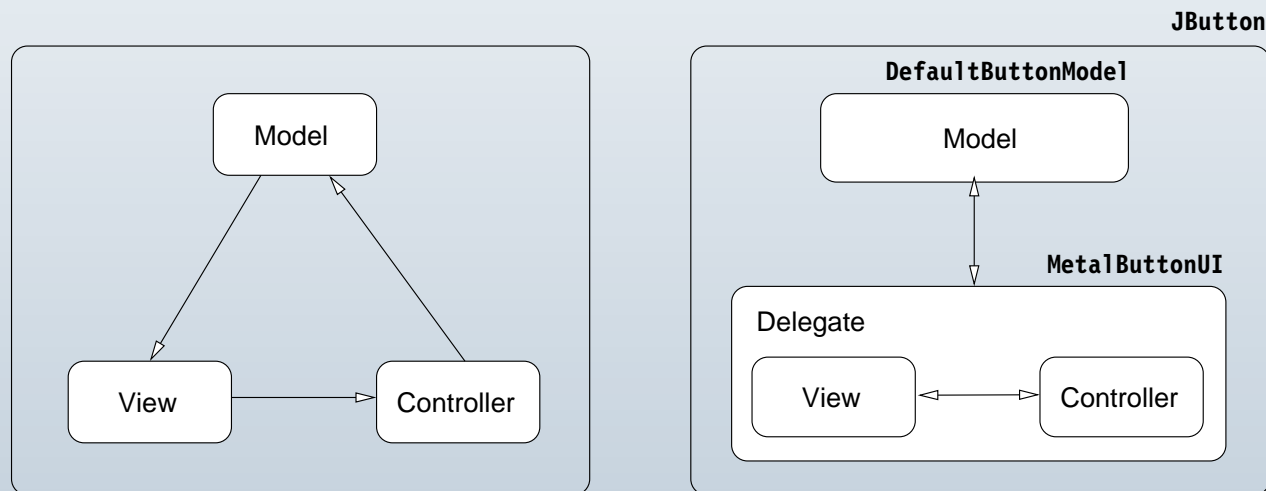 JButton
Model
View
Controller
DefaultButtonModel
Model
MetalButtonUI
Delegate
View
Controller